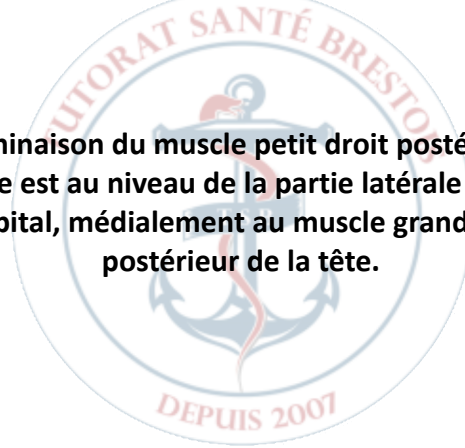 TUTORAT SANTÉ BRESTOIS
minaison du muscle petit droit posté
e est au niveau de la partie latérale
pital, médialement au muscle grand
postérieur de la tête.
DEPUIS 2007